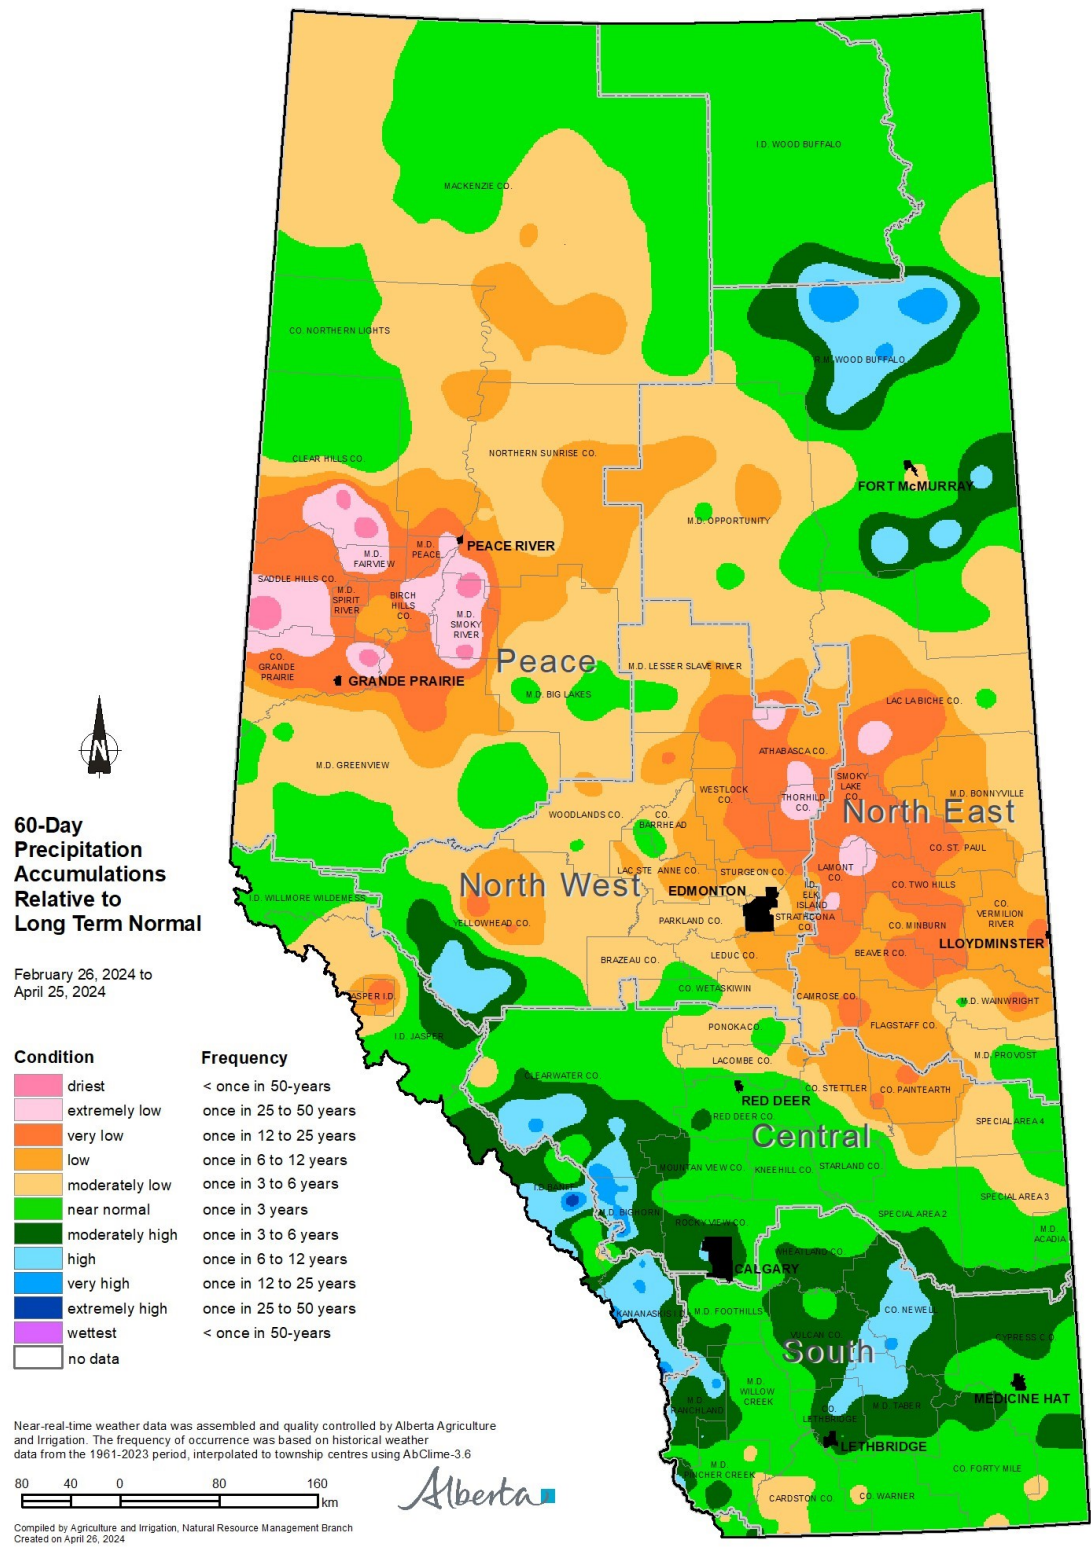 I.D. WOOD BUFFALO
MACKENZIE CO.
CO. NORTHERN LIGHTS
R.M. WOOD BUFFALO
CLEAR HILLS CO.
NORTHERN SUNRISE CO.
FORT McMURRAY
M.D. OPPORTUNITY
PEACE RIVER
M.D.
PEACE
M.D.
FAIRVIEW
SADDLE HILLS CO.
M.D.
SPIRIT
RIVER
BIRCH
HILLS
CO.
M.D.
SMOKY
RIVER
CO.
GRANDE
PRAIRIE
GRANDE PRAIRIE
Peace
M.D. LESSER SLAVE RIVER
M.D. BIG LAKES
LAC LA BICHE CO.
ATHABASCA CO.
M.D. GREENVIEW
WESTLOCK
CO.
THORHILD
CO.
SMOKY
LAKE
CO.
M.D. BONNYVILLE
North East
WOODLANDS CO.
CO.
BARRHEAD
CO. ST. PAUL
LAC STE ANNE CO.
STURGEON CO.
LAMONT
CO.
CO. TWO HILLS
North West
EDMONTON
I.D.
ELK
ISLAND
STRATHCONA
CO.
I.D. WILLMORE WILDERNESS
YELLOWHEAD CO.
PARKLAND CO.
CO. MINBURN
CO.
VERMILION
RIVER
LLOYDMINSTER
BRAZEAU CO.
LEDUC CO.
BEAVER CO.
CO. WETASKIWIN
CAMROSE CO.
M.D. WAINWRIGHT
JASPER I.D.
I.D. JASPER
PONOKA CO.
FLAGSTAFF CO.
LACOMBE CO.
M.D. PROVOST
CLEARWATER CO.
CO. STETTLER
CO. PAINTEARTH
RED DEER
RED DEER CO.
SPECIAL AREA 4
Central
MOUNTAIN VIEW CO.
KNEEHILL CO.
STARLAND CO.
I.D. BANFF
SPECIAL AREA 3
M.D. BIGHORN
SPECIAL AREA 2
ROCKY VIEW CO.
M.D.
ACADIA
WHEATLAND CO.
CALGARY
KANANASKIS I.D.
M.D. FOOTHILLS
CO. NEWELL
VULCAN CO.
CYPRESS CO
South
M.D.
WILLOW
CREEK
MEDICINE HAT
M.D.
RANCHLAND
CO.
LETHBRIDGE
M.D. TABER
LETHBRIDGE
M.D.
PINCHER CREEK
CO. FORTY MILE
CARDSTON CO.
CO. WARNER
N
60-Day
Precipitation
Accumulations
Relative to
Long Term Normal
February 26, 2024 to
April 25, 2024
Condition Frequency
driest < once in 50-years
extremely low once in 25 to 50 years
very low once in 12 to 25 years
low once in 6 to 12 years
moderately low once in 3 to 6 years
near normal once in 3 years
moderately high once in 3 to 6 years
high once in 6 to 12 years
very high once in 12 to 25 years
extremely high once in 25 to 50 years
wettest < once in 50-years
no data
Near-real-time weather data was assembled and quality controlled by Alberta Agriculture
and Irrigation. The frequency of occurrence was based on historical weather
data from the 1961-2023 period, interpolated to township centres using AbClime-3.6
80 40 0 80 160
km
Alberta
Compiled by Agriculture and Irrigation, Natural Resource Management Branch
Created on April 26, 2024